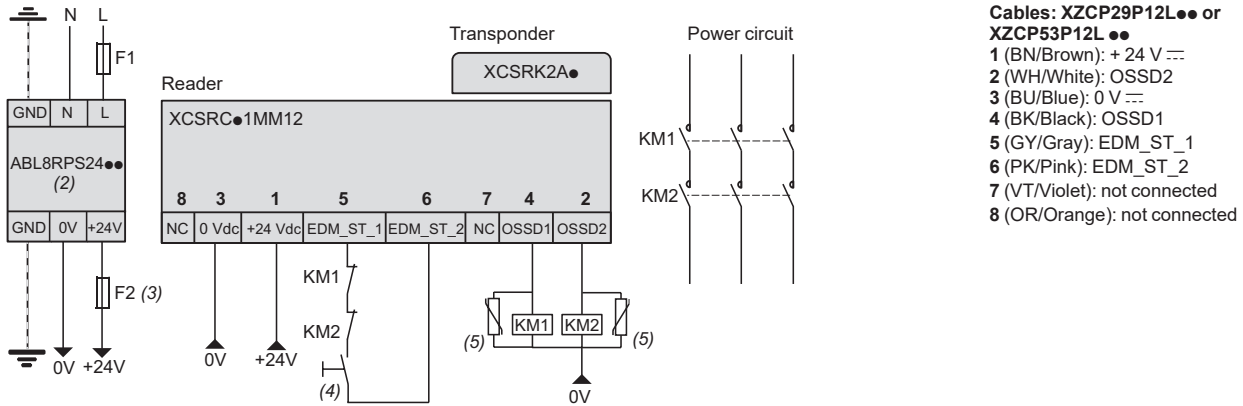 N L
F1
GND N L
ABL8RPS24●●
(2)
GND 0V +24V
F2 (3)
0V +24V
Transponder
XCSRK2A●
Reader
XCSRC●1MM12
8 3 1 5 6 7 4 2
NC 0 Vdc +24 Vdc EDM_ST_1 EDM_ST_2 NC OSSD1 OSSD2
KM1
KM2
(4)
0V +24V
KM1 KM2
(5) (5)
0V
Power circuit
KM1
KM2
Cables: XZCP29P12L●● or
XZCP53P12L ●●
1 (BN/Brown): + 24 V ⎓
2 (WH/White): OSSD2
3 (BU/Blue): 0 V ⎓
4 (BK/Black): OSSD1
5 (GY/Gray): EDM_ST_1
6 (PK/Pink): EDM_ST_2
7 (VT/Violet): not connected
8 (OR/Orange): not connected